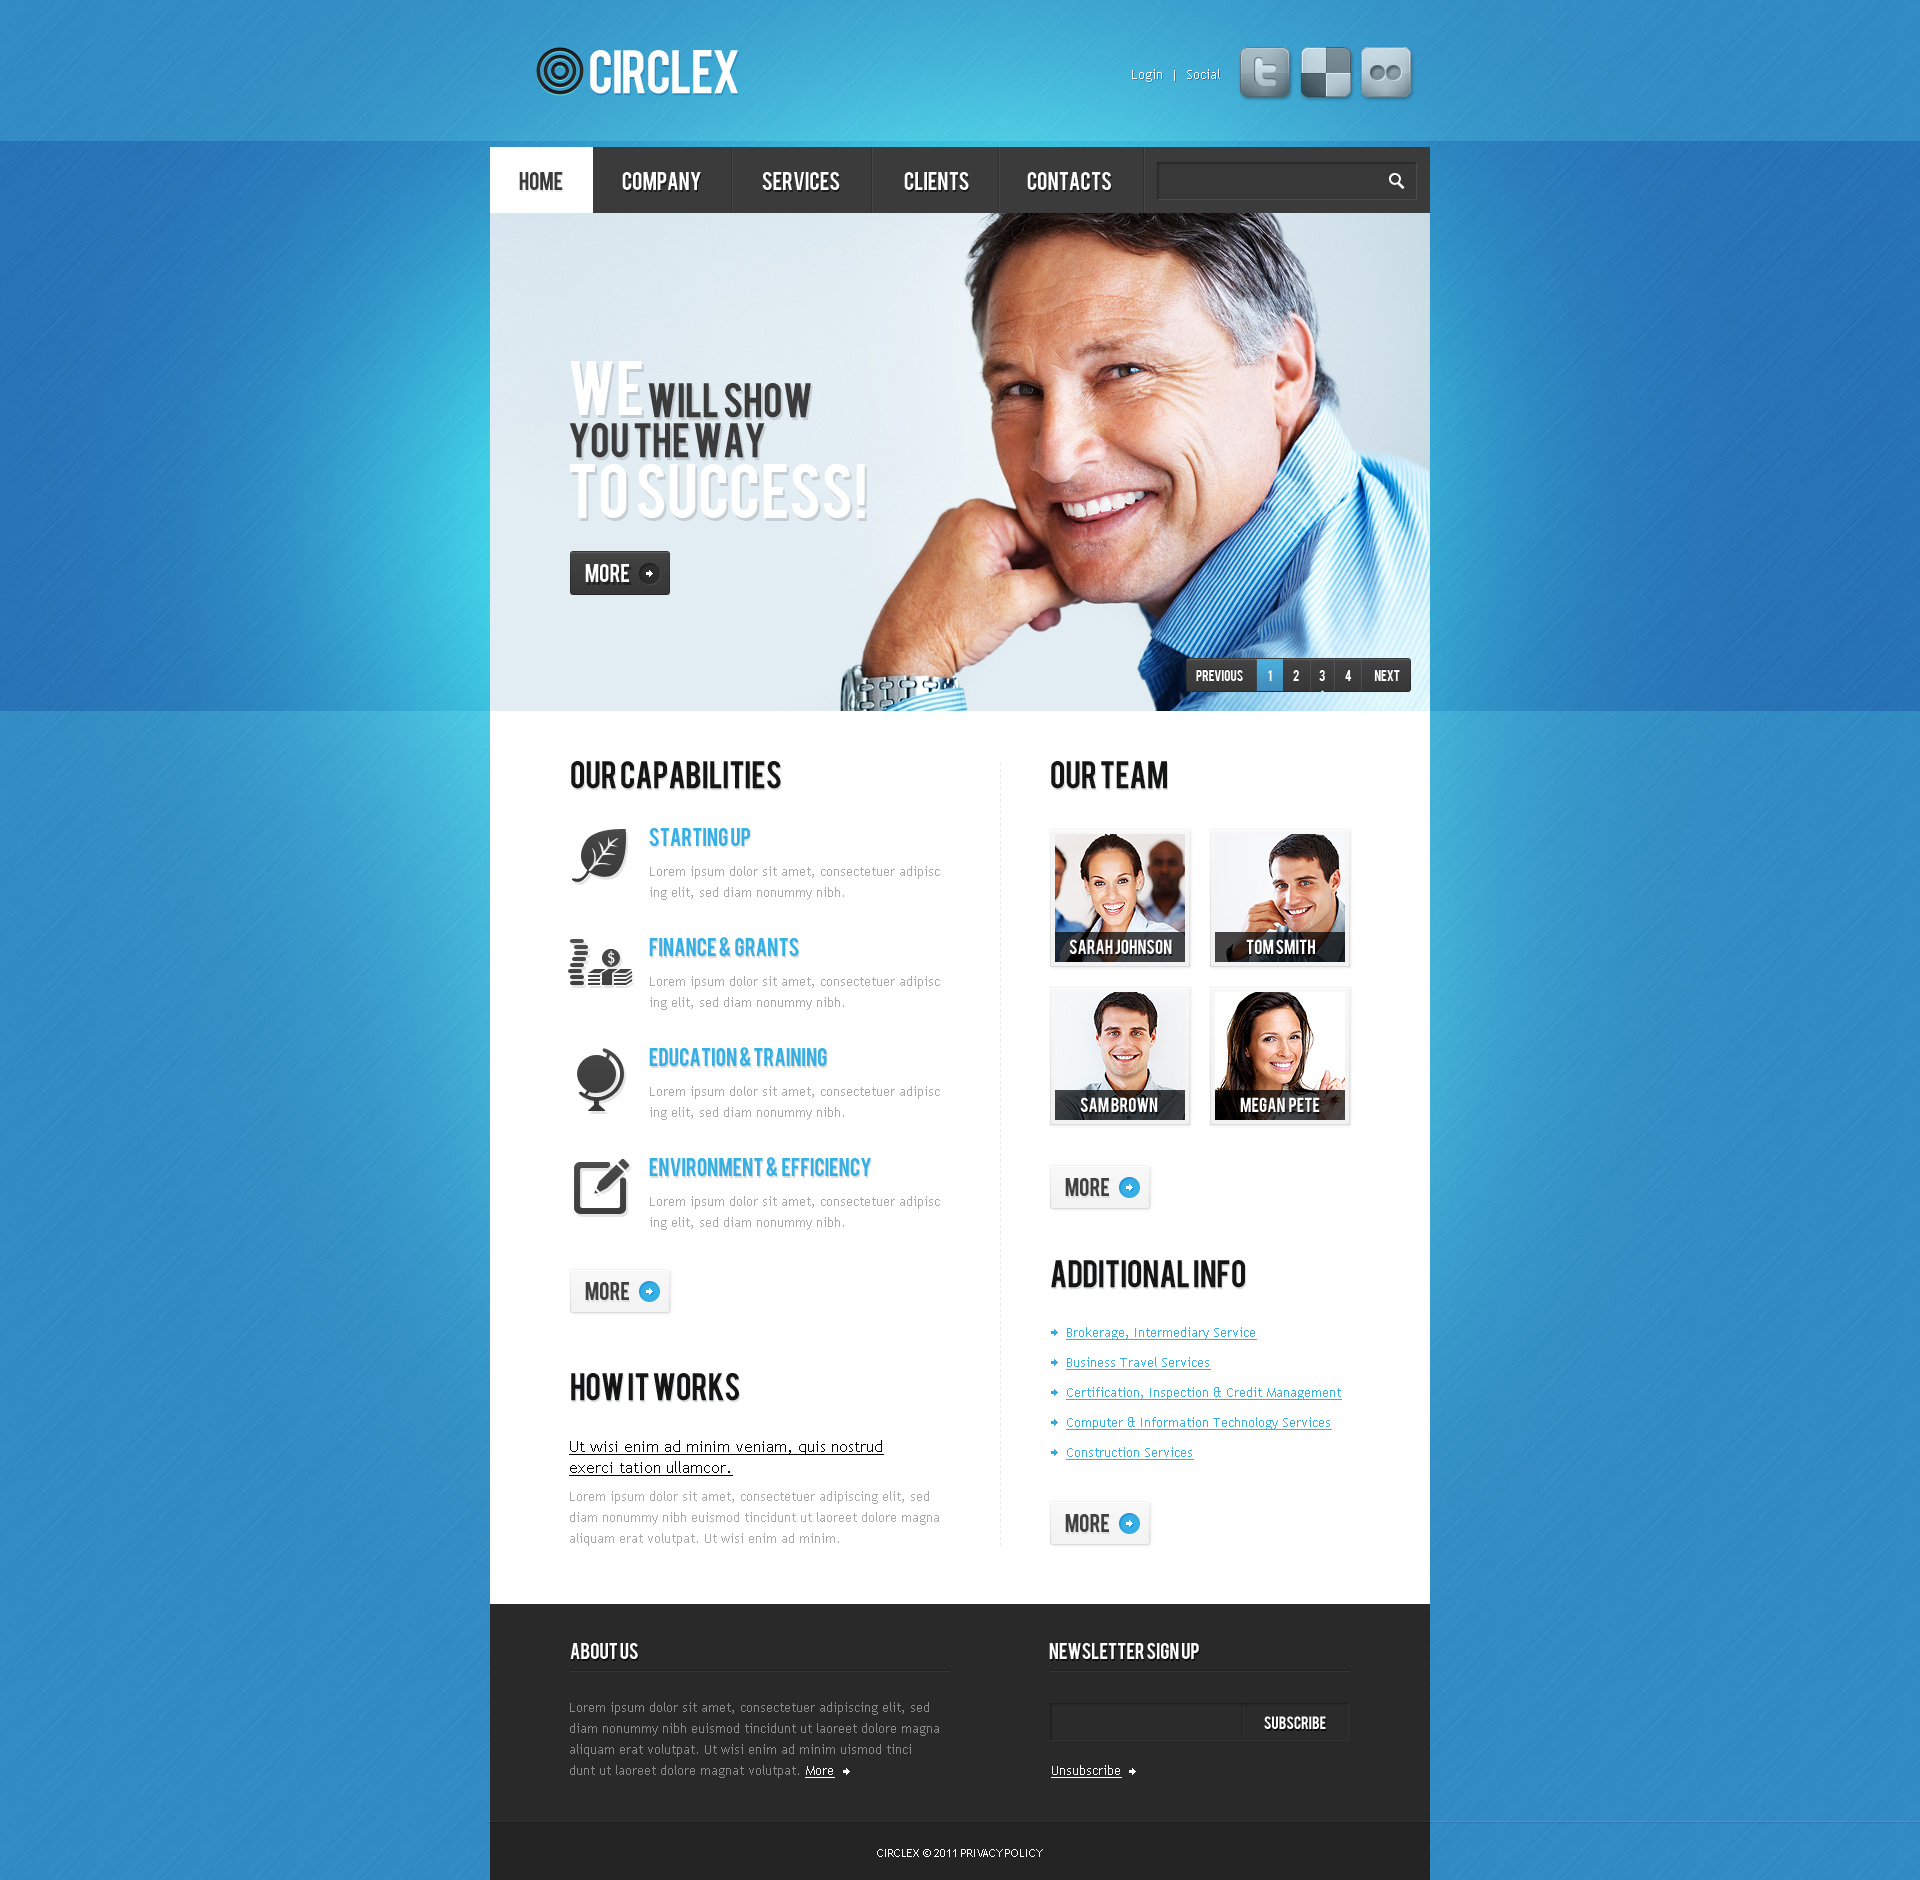 CIRCLEX
Login | Social
HOME COMPANY SERVICES CLIENTS CONTACTS
WE WILL SHOW
YOU THE WAY
TO SUCCESS!
MORE
PREVIOUS 1 2 3 4 NEXT
OUR CAPABILITIES
STARTING UP
Lorem ipsum dolor sit amet, consectetuer adipisc
ing elit, sed diam nonummy nibh.
FINANCE & GRANTS
Lorem ipsum dolor sit amet, consectetuer adipisc
ing elit, sed diam nonummy nibh.
EDUCATION & TRAINING
Lorem ipsum dolor sit amet, consectetuer adipisc
ing elit, sed diam nonummy nibh.
ENVIRONMENT & EFFICIENCY
Lorem ipsum dolor sit amet, consectetuer adipisc
ing elit, sed diam nonummy nibh.
MORE
HOW IT WORKS
Ut wisi enim ad minim veniam, quis nostrud
exerci tation ullamcor.
Lorem ipsum dolor sit amet, consectetuer adipiscing elit, sed
diam nonummy nibh euismod tincidunt ut laoreet dolore magna
aliquam erat volutpat. Ut wisi enim ad minim.
OUR TEAM
SARAH JOHNSON
TOM SMITH
SAM BROWN
MEGAN PETE
MORE
ADDITIONAL INFO
Brokerage, Intermediary Service
Business Travel Services
Certification, Inspection & Credit Management
Computer & Information Technology Services
Construction Services
MORE
ABOUT US
Lorem ipsum dolor sit amet, consectetuer adipiscing elit, sed
diam nonummy nibh euismod tincidunt ut laoreet dolore magna
aliquam erat volutpat. Ut wisi enim ad minim uismod tinci
dunt ut laoreet dolore magnat volutpat. More
NEWSLETTER SIGN UP
SUBSCRIBE
Unsubscribe
CIRCLEX © 2011 PRIVACY POLICY